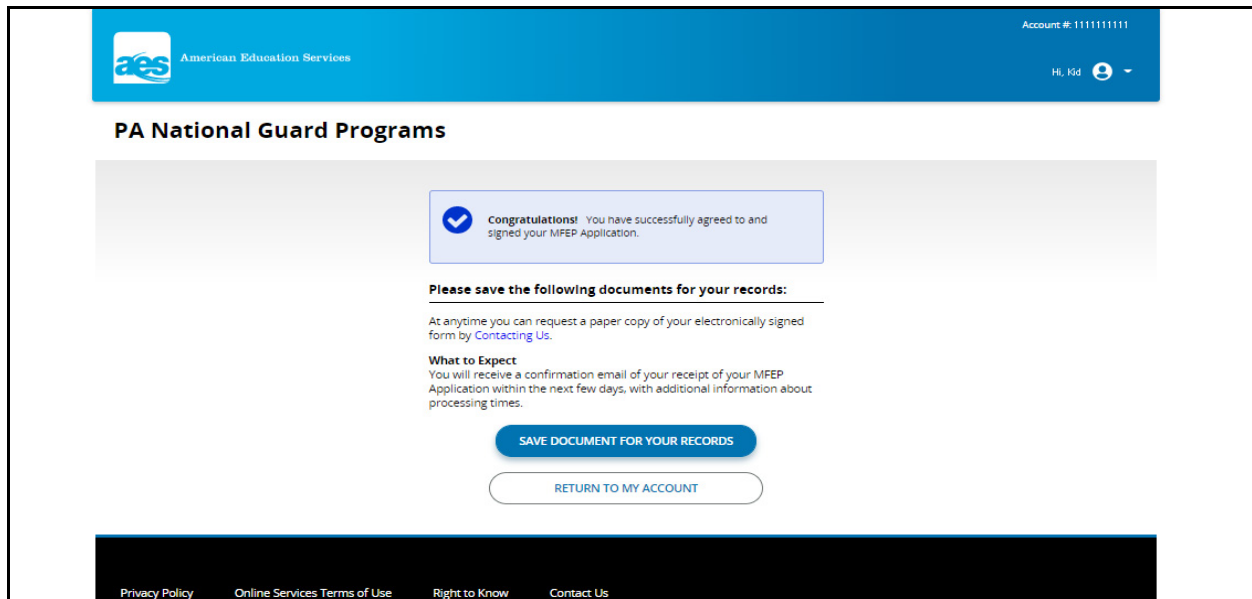 Account #: 1111111111
aes
American Education Services
Hi, Kid
PA National Guard Programs
Congratulations! You have successfully agreed to and
signed your MFEP Application.
Please save the following documents for your records:
At anytime you can request a paper copy of your electronically signed
form by Contacting Us.
What to Expect
You will receive a confirmation email of your receipt of your MFEP
Application within the next few days, with additional information about
processing times.
SAVE DOCUMENT FOR YOUR RECORDS
RETURN TO MY ACCOUNT
Privacy Policy Online Services Terms of Use Right to Know Contact Us